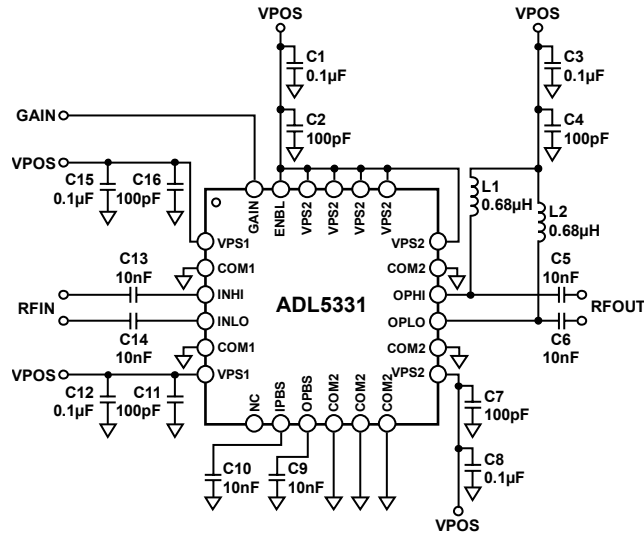 VPOS
C1
0.1µF
C2
100pF
VPOS
C3
0.1µF
C4
100pF
GAIN
VPOS
C15
0.1µF
C16
100pF
GAIN
ENBL
VPS2
VPS2
VPS2
VPS2
L1
0.68µH
L2
0.68µH
VPS1
COM1
INHI
INLO
COM1
VPS1
ADL5331
VPS2
COM2
OPHI
OPLO
COM2
VPS2
C13
10nF
RFIN
C14
10nF
C5
10nF
RFOUT
C6
10nF
VPOS
C12
0.1µF
C11
100pF
NC
IPBS
OPBS
COM2
COM2
COM2
C10
10nF
C9
10nF
C7
100pF
C8
0.1µF
VPOS